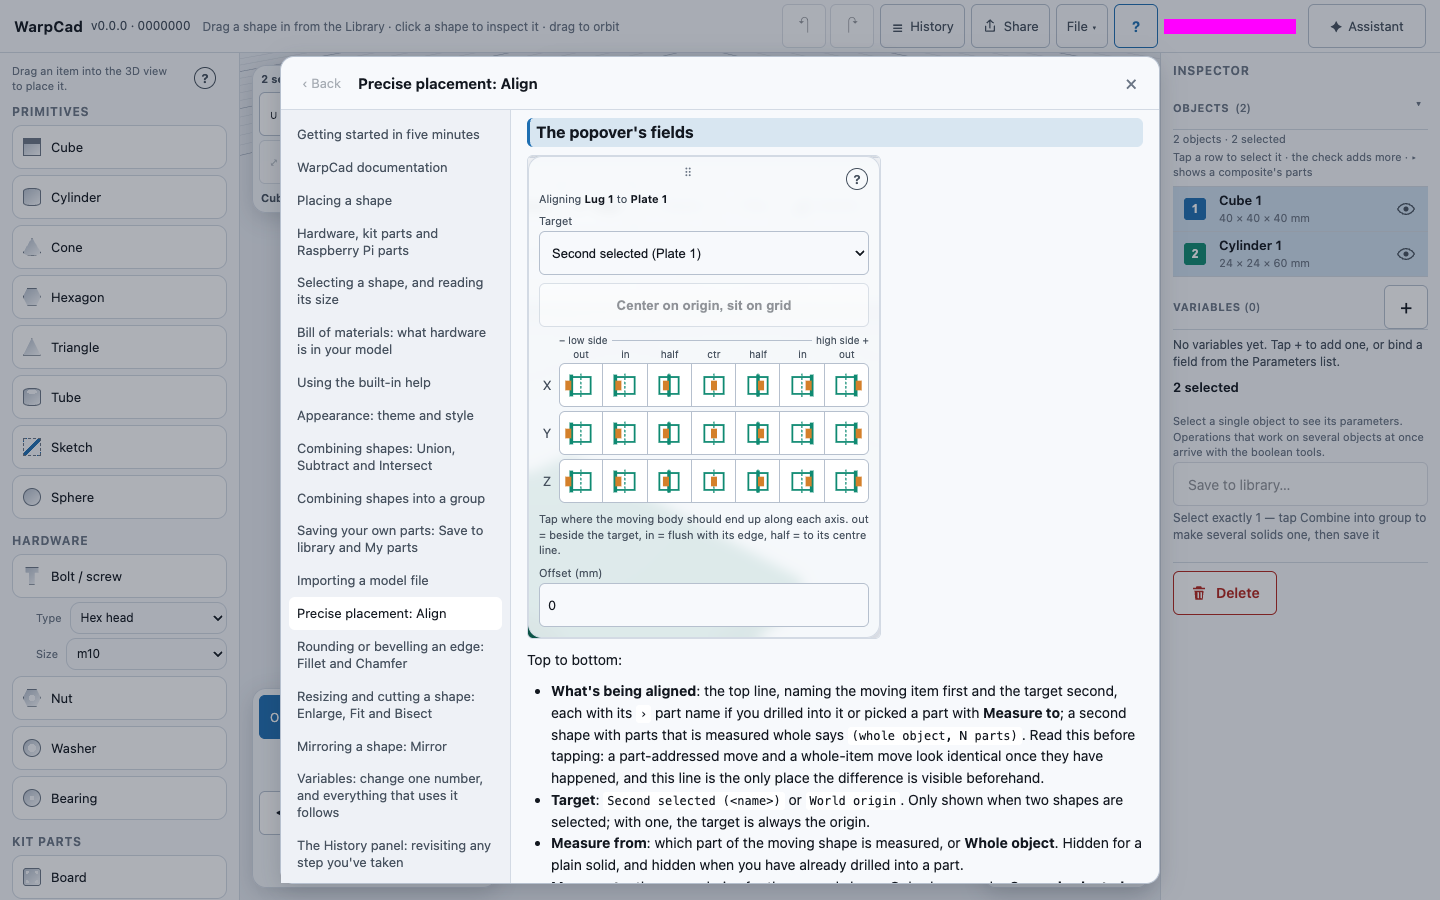 WarpCad v0.0.0 · 0000000 Drag a shape in from the Library · click a shape to inspect it · drag to orbit
History
Share
File
?
Assistant
Drag an item into the 3D view
to place it.
?
PRIMITIVES
Cube
Cylinder
Cone
Hexagon
Triangle
Tube
Sketch
Sphere
HARDWARE
Bolt / screw
Type Hex head
Size m10
Nut
Washer
Bearing
KIT PARTS
Board
‹ Back Precise placement: Align ×
Getting started in five minutes
WarpCad documentation
Placing a shape
Hardware, kit parts and
Raspberry Pi parts
Selecting a shape, and reading
its size
Bill of materials: what hardware
is in your model
Using the built-in help
Appearance: theme and style
Combining shapes: Union,
Subtract and Intersect
Combining shapes into a group
Saving your own parts: Save to
library and My parts
Importing a model file
Precise placement: Align
Rounding or bevelling an edge:
Fillet and Chamfer
Resizing and cutting a shape:
Enlarge, Fit and Bisect
Mirroring a shape: Mirror
Variables: change one number,
and everything that uses it
follows
The History panel: revisiting any
step you've taken
The popover's fields
?
Aligning Lug 1 to Plate 1
Target
Second selected (Plate 1)
Center on origin, sit on grid
− low side high side +
out in half ctr half in out
X
Y
Z
Tap where the moving body should end up along each axis. out
= beside the target, in = flush with its edge, half = to its centre
line.
Offset (mm)
0
Top to bottom:
• What's being aligned: the top line, naming the moving item first and the target second,
each with its › part name if you drilled into it or picked a part with Measure to; a second
shape with parts that is measured whole says (whole object, N parts). Read this before
tapping: a part-addressed move and a whole-item move look identical once they have
happened, and this line is the only place the difference is visible beforehand.
• Target: Second selected (<name>) or World origin. Only shown when two shapes are
selected; with one, the target is always the origin.
• Measure from: which part of the moving shape is measured, or Whole object. Hidden for a
plain solid, and hidden when you have already drilled into a part.
INSPECTOR
OBJECTS (2)
2 objects · 2 selected
Tap a row to select it · the check adds more · ▸
shows a composite's parts
1 Cube 1
40 × 40 × 40 mm
2 Cylinder 1
24 × 24 × 60 mm
VARIABLES (0) +
No variables yet. Tap + to add one, or bind a
field from the Parameters list.
2 selected
Select a single object to see its parameters.
Operations that work on several objects at once
arrive with the boolean tools.
Save to library...
Select exactly 1 — tap Combine into group to
make several solids one, then save it
Delete